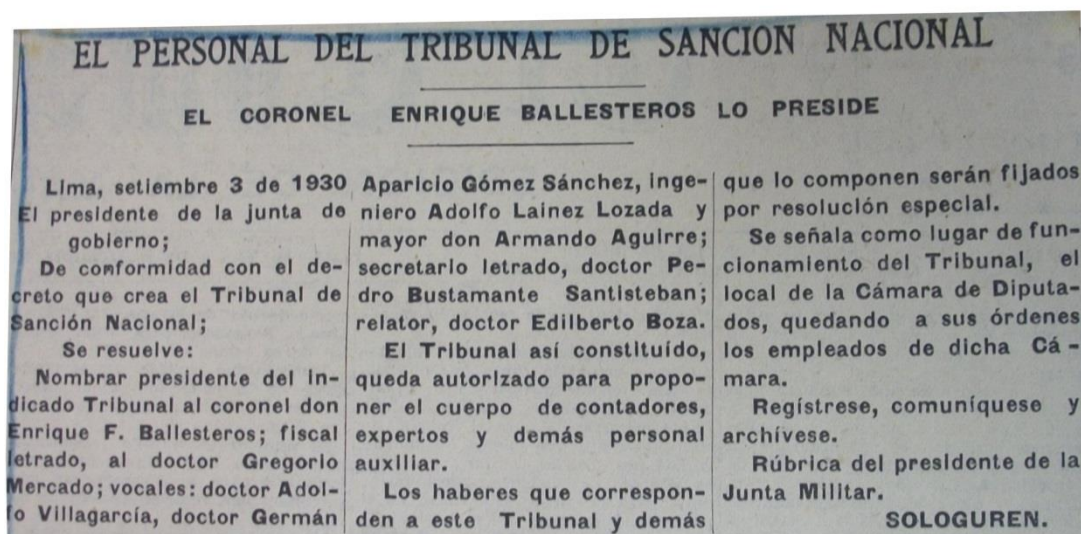 EL PERSONAL DEL TRIBUNAL DE SANCION NACIONAL
EL CORONEL ENRIQUE BALLESTEROS LO PRESIDE
Lima, setiembre 3 de 1930
El presidente de la junta de
gobierno;
De conformidad con el de-
creto que crea el Tribunal de
Sanción Nacional;
Se resuelve:
Nombrar presidente del in-
dicado Tribunal al coronel don
Enrique F. Ballesteros; fiscal
letrado, al doctor Gregorio
Mercado; vocales: doctor Adol-
fo Villagarcía, doctor Germán
Aparicio Gómez Sánchez, inge-
niero Adolfo Lainez Lozada y
mayor don Armando Aguirre;
secretario letrado, doctor Pe-
dro Bustamante Santisteban;
relator, doctor Edilberto Boza.
El Tribunal así constituído,
queda autorizado para propo-
ner el cuerpo de contadores,
expertos y demás personal
auxiliar.
Los haberes que correspon-
den a este Tribunal y demás
que lo componen serán fijados
por resolución especial.
Se señala como lugar de fun-
cionamiento del Tribunal, el
local de la Cámara de Diputa-
dos, quedando a sus órdenes
los empleados de dicha Cá-
mara.
Regístrese, comuníquese y
archívese.
Rúbrica del presidente de la
Junta Militar.
SOLOGUREN.